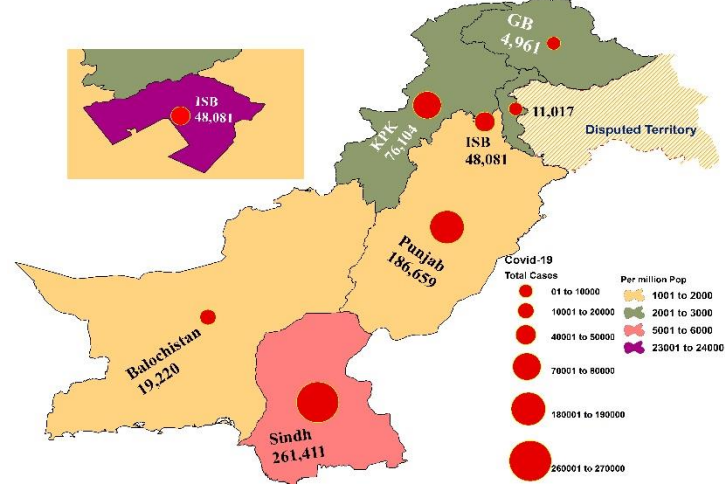 GB
4,961
ISB
48,081
11,017
Disputed Territory
KPK
76,104
ISB
48,081
Punjab
186,659
Balochistan
19,220
Sindh
261,411
Covid-19
Total Cases
01 to 10000
10001 to 20000
40001 to 50000
70001 to 80000
180001 to 190000
260001 to 270000
Per million Pop
1001 to 2000
2001 to 3000
5001 to 6000
23001 to 24000